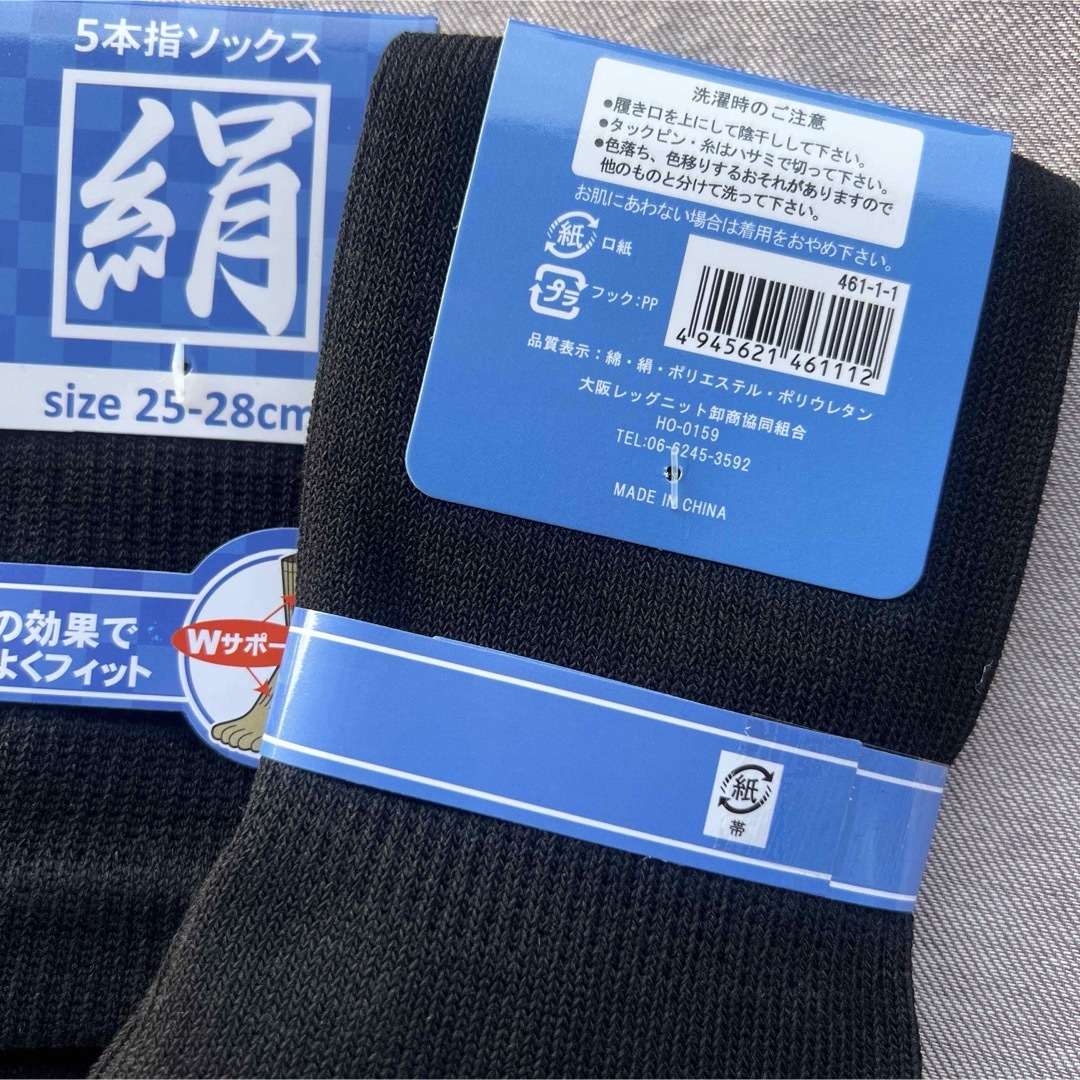 5本指ソックス
絹
size 25-28cm
の効果で
よくフィット
Wサポー
洗濯時のご注意
●履き口を上にして陰干しして下さい。
●タックピン・糸はハサミで切って下さい。
●色落ち、色移りするおそれがありますので
他のものと分けて洗って下さい。
お肌にあわない場合は着用をおやめ下さい。
紙 口紙
プラ フック:PP
461-1-1
4 945621 461112
品質表示:綿・絹・ポリエステル・ポリウレタン
大阪レッグニット卸商協同組合
HO-0159
TEL:06-6245-3592
MADE IN CHINA
紙
帯